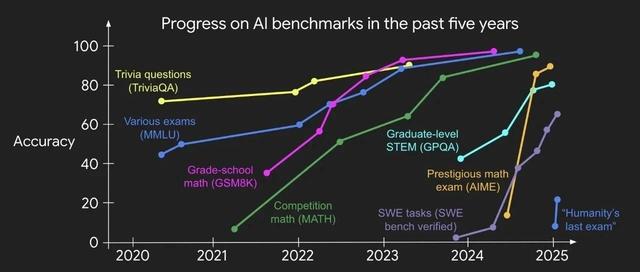 Progress on AI benchmarks in the past five years
100
80
60
40
20
0
Accuracy
Trivia questions
(TriviaQA)
Various exams
(MMLU)
Grade-school
math (GSM8K)
Competition
math (MATH)
Graduate-level
STEM (GPQA)
Prestigious math
exam (AIME)
SWE tasks (SWE
bench verified)
“Humanity’s
last exam”
2020
2021
2022
2023
2024
2025